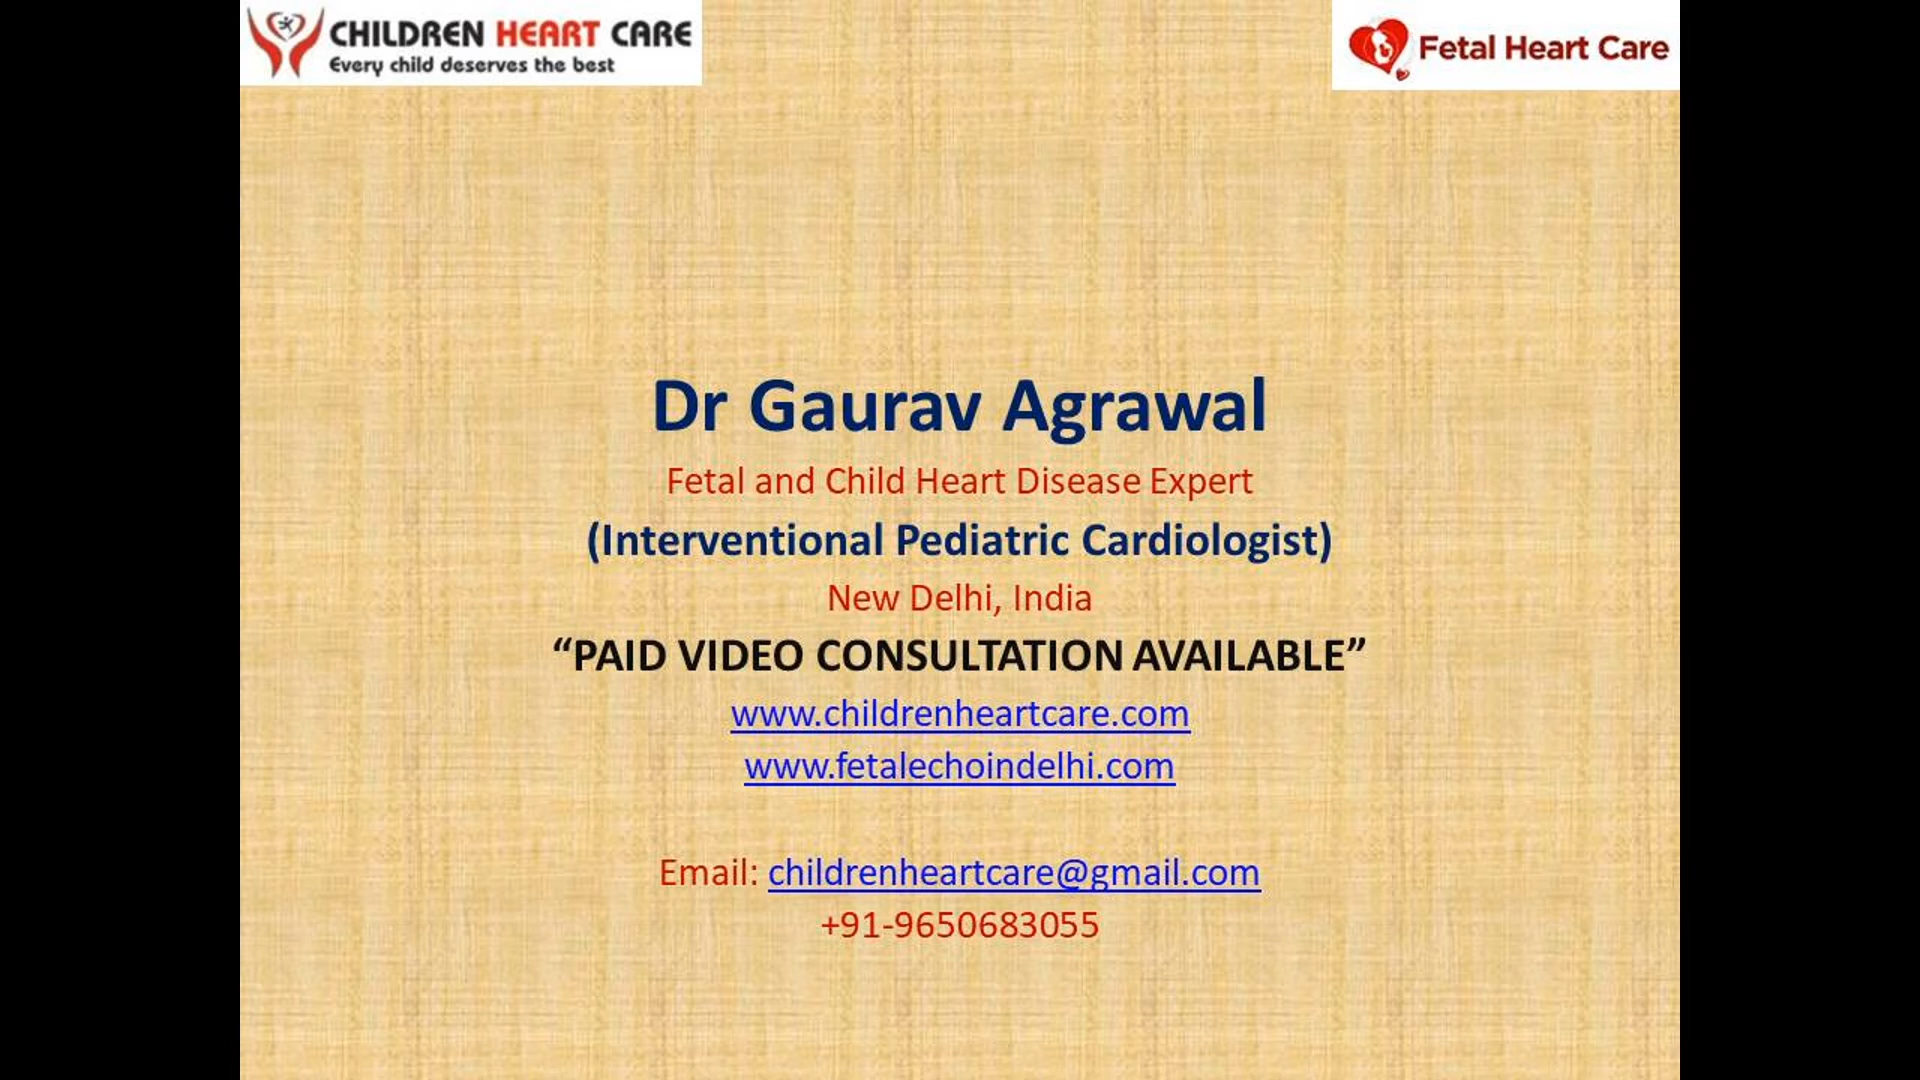 CHILDREN HEART CARE
Every child deserves the best
Fetal Heart Care
Dr Gaurav Agrawal
Fetal and Child Heart Disease Expert
(Interventional Pediatric Cardiologist)
New Delhi, India
“PAID VIDEO CONSULTATION AVAILABLE”
www.childrenheartcare.com
www.fetalechoindelhi.com
Email: childrenheartcare@gmail.com
+91-9650683055